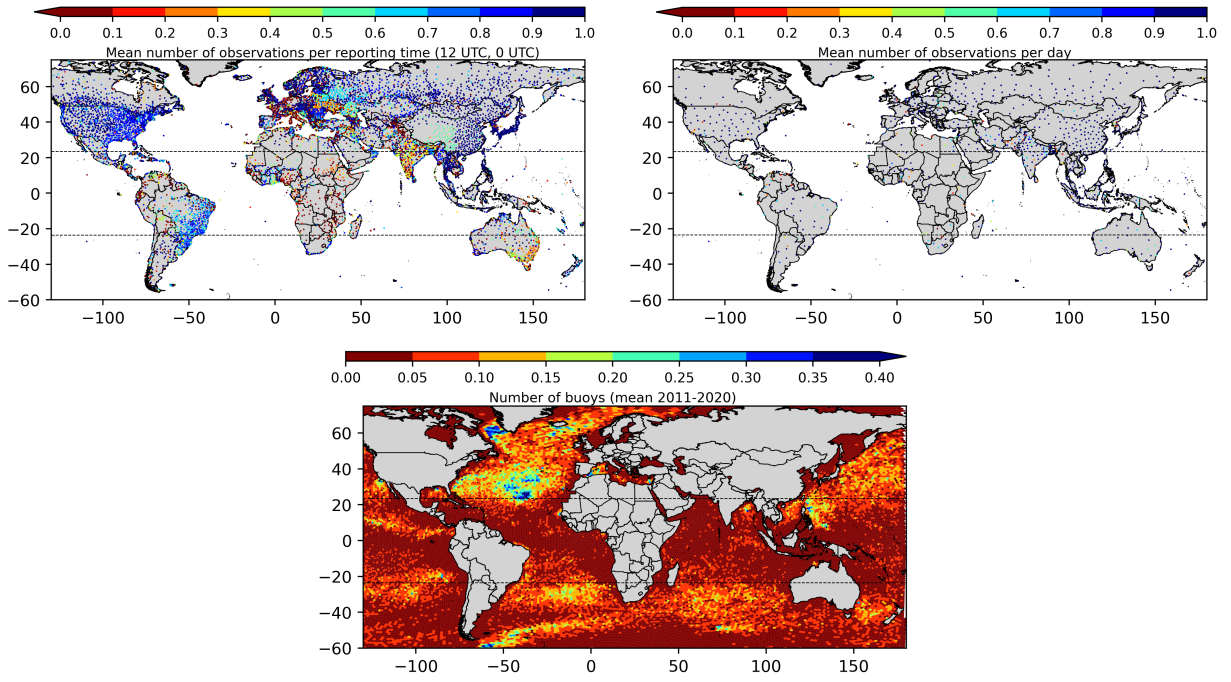 0.0 0.1 0.2 0.3 0.4 0.5 0.6 0.7 0.8 0.9 1.0
Mean number of observations per reporting time (12 UTC, 0 UTC)
60
40
20
0
−20
−40
−60
−100 −50 0 50 100 150
0.0 0.1 0.2 0.3 0.4 0.5 0.6 0.7 0.8 0.9 1.0
Mean number of observations per day
60
40
20
0
−20
−40
−60
−100 −50 0 50 100 150
0.00 0.05 0.10 0.15 0.20 0.25 0.30 0.35 0.40
Number of buoys (mean 2011-2020)
60
40
20
0
−20
−40
−60
−100 −50 0 50 100 150